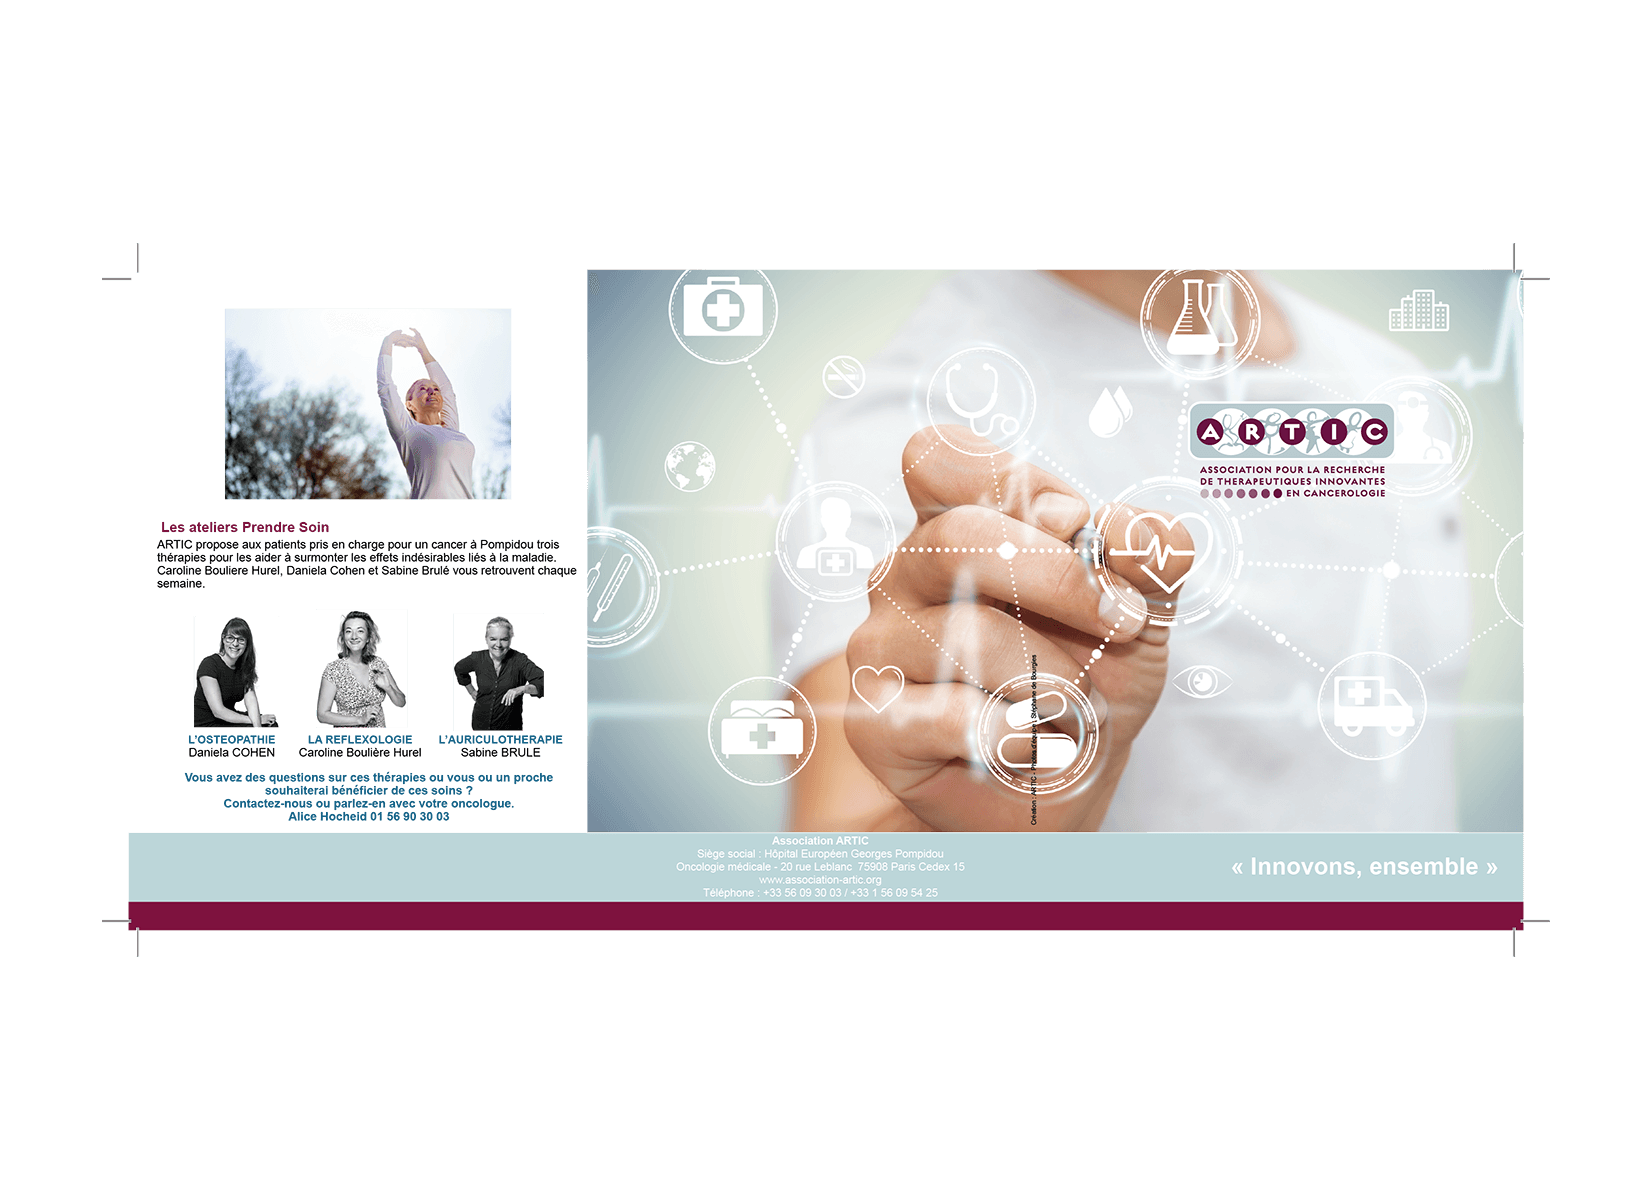 Les ateliers Prendre Soin
ARTIC propose aux patients pris en charge pour un cancer à Pompidou trois
thérapies pour les aider à surmonter les effets indésirables liés à la maladie.
Caroline Bouliere Hurel, Daniela Cohen et Sabine Brulé vous retrouvent chaque
semaine.
L'OSTEOPATHIE
Daniela COHEN
LA REFLEXOLOGIE
Caroline Boulière Hurel
L'AURICULOTHERAPIE
Sabine BRULE
Vous avez des questions sur ces thérapies ou vous ou un proche
souhaiterai bénéficier de ces soins ?
Contactez-nous ou parlez-en avec votre oncologue.
Alice Hocheid 01 56 90 30 03
Création : ARTIC - Photos d'équipe : Stéphane de Bourgies
Association ARTIC
Siège social : Hôpital Européen Georges Pompidou
Oncologie médicale - 20 rue Leblanc 75908 Paris Cedex 15
www.association-artic.org
Téléphone : +33 56 09 30 03 / +33 1 56 09 54 25
ARTIC
ASSOCIATION POUR LA RECHERCHE
DE THERAPEUTIQUES INNOVANTES
EN CANCEROLOGIE
« Innovons, ensemble »